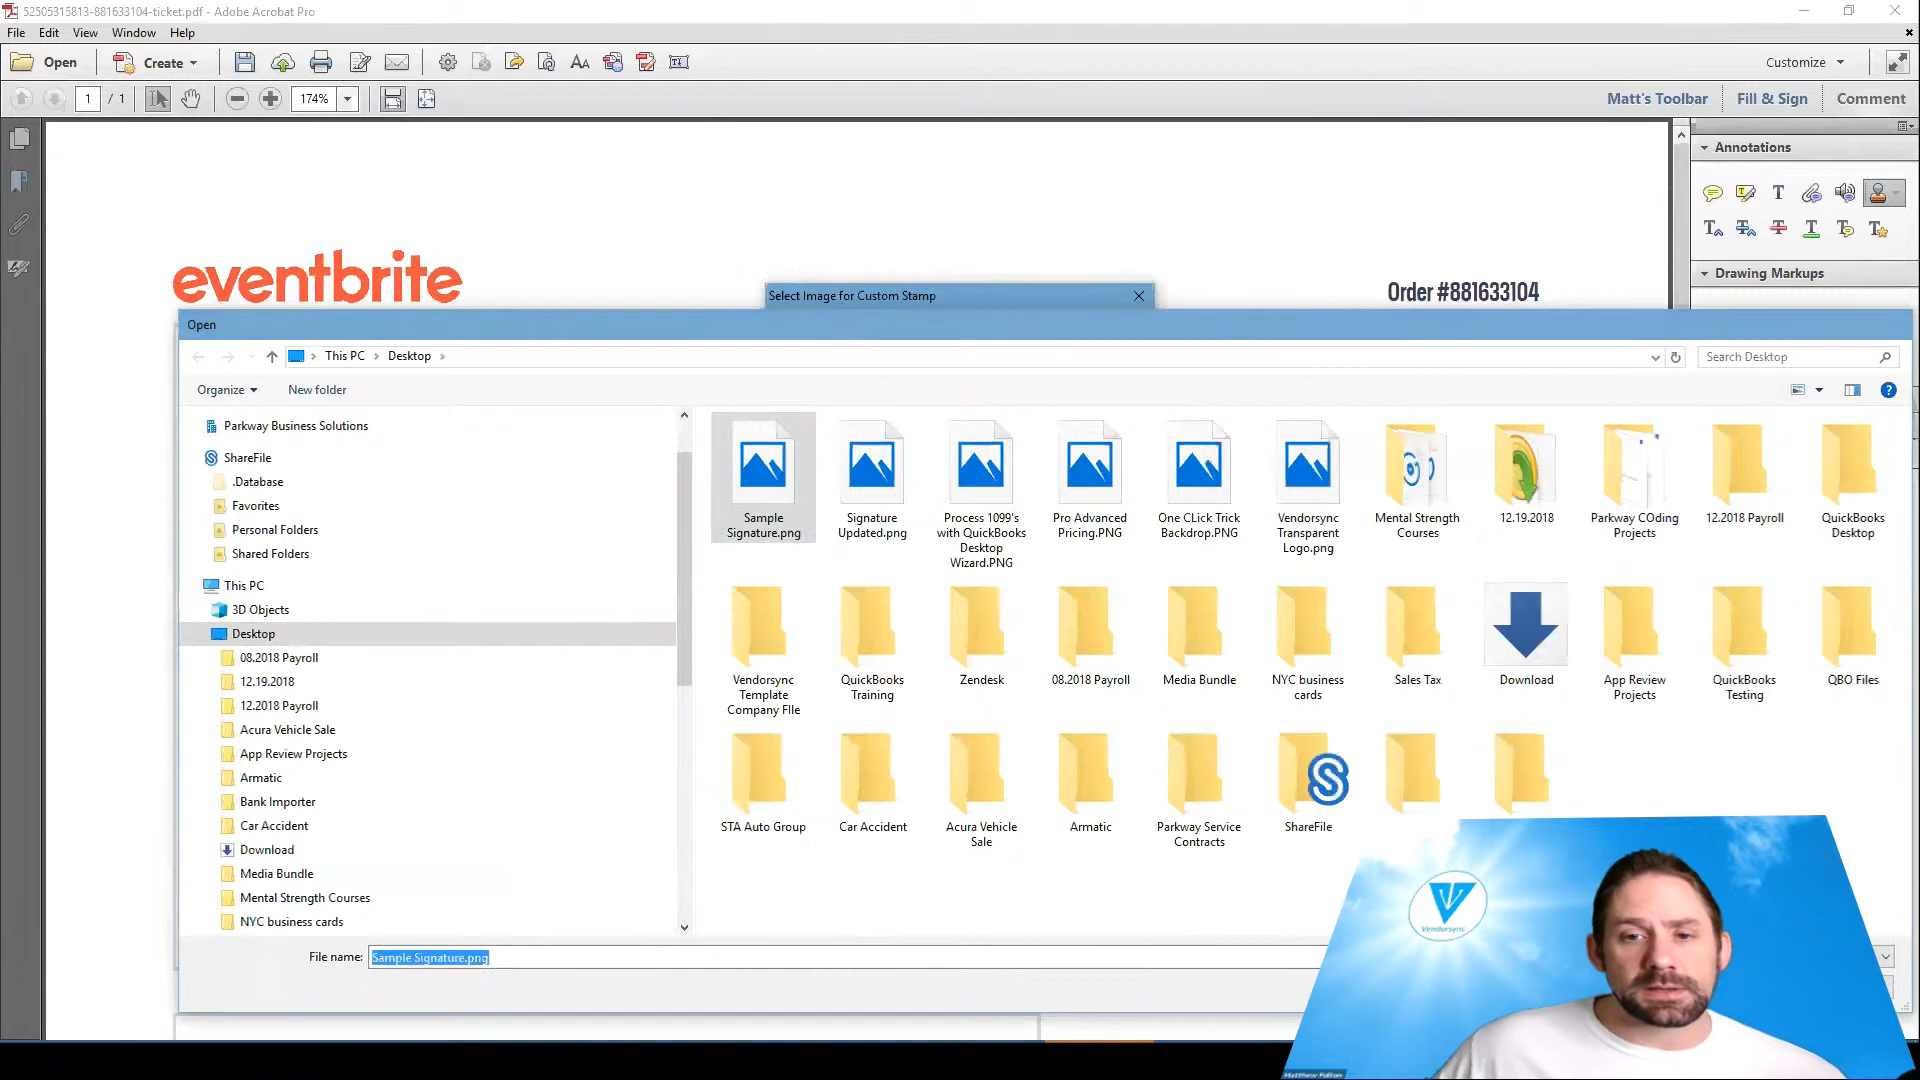 52505315813-881633104-ticket.pdf - Adobe Acrobat Pro
File Edit View Window Help
Open Create Customize
1 / 1 174% Matt's Toolbar Fill & Sign Comment
Annotations
Drawing Markups
eventbrite
Order #881633104
Select Image for Custom Stamp
Open
This PC Desktop Search Desktop
Organize New folder
Parkway Business Solutions
ShareFile
.Database
Favorites
Personal Folders
Shared Folders
This PC
3D Objects
Desktop
08.2018 Payroll
12.19.2018
12.2018 Payroll
Acura Vehicle Sale
App Review Projects
Armatic
Bank Importer
Car Accident
Download
Media Bundle
Mental Strength Courses
NYC business cards
Sample
Signature.png
Signature
Updated.png
Process 1099's
with QuickBooks
Desktop
Wizard.PNG
Pro Advanced
Pricing.PNG
One CLick Trick
Backdrop.PNG
Vendorsync
Transparent
Logo.png
Mental Strength
Courses
12.19.2018
Parkway COding
Projects
12.2018 Payroll
QuickBooks
Desktop
Vendorsync
Template
Company FIle
QuickBooks
Training
Zendesk
08.2018 Payroll
Media Bundle
NYC business
cards
Sales Tax
Download
App Review
Projects
QuickBooks
Testing
QBO Files
STA Auto Group
Car Accident
Acura Vehicle
Sale
Armatic
Parkway Service
Contracts
ShareFile
File name: Sample Signature.png
Vendorsync
Matthew Fulton